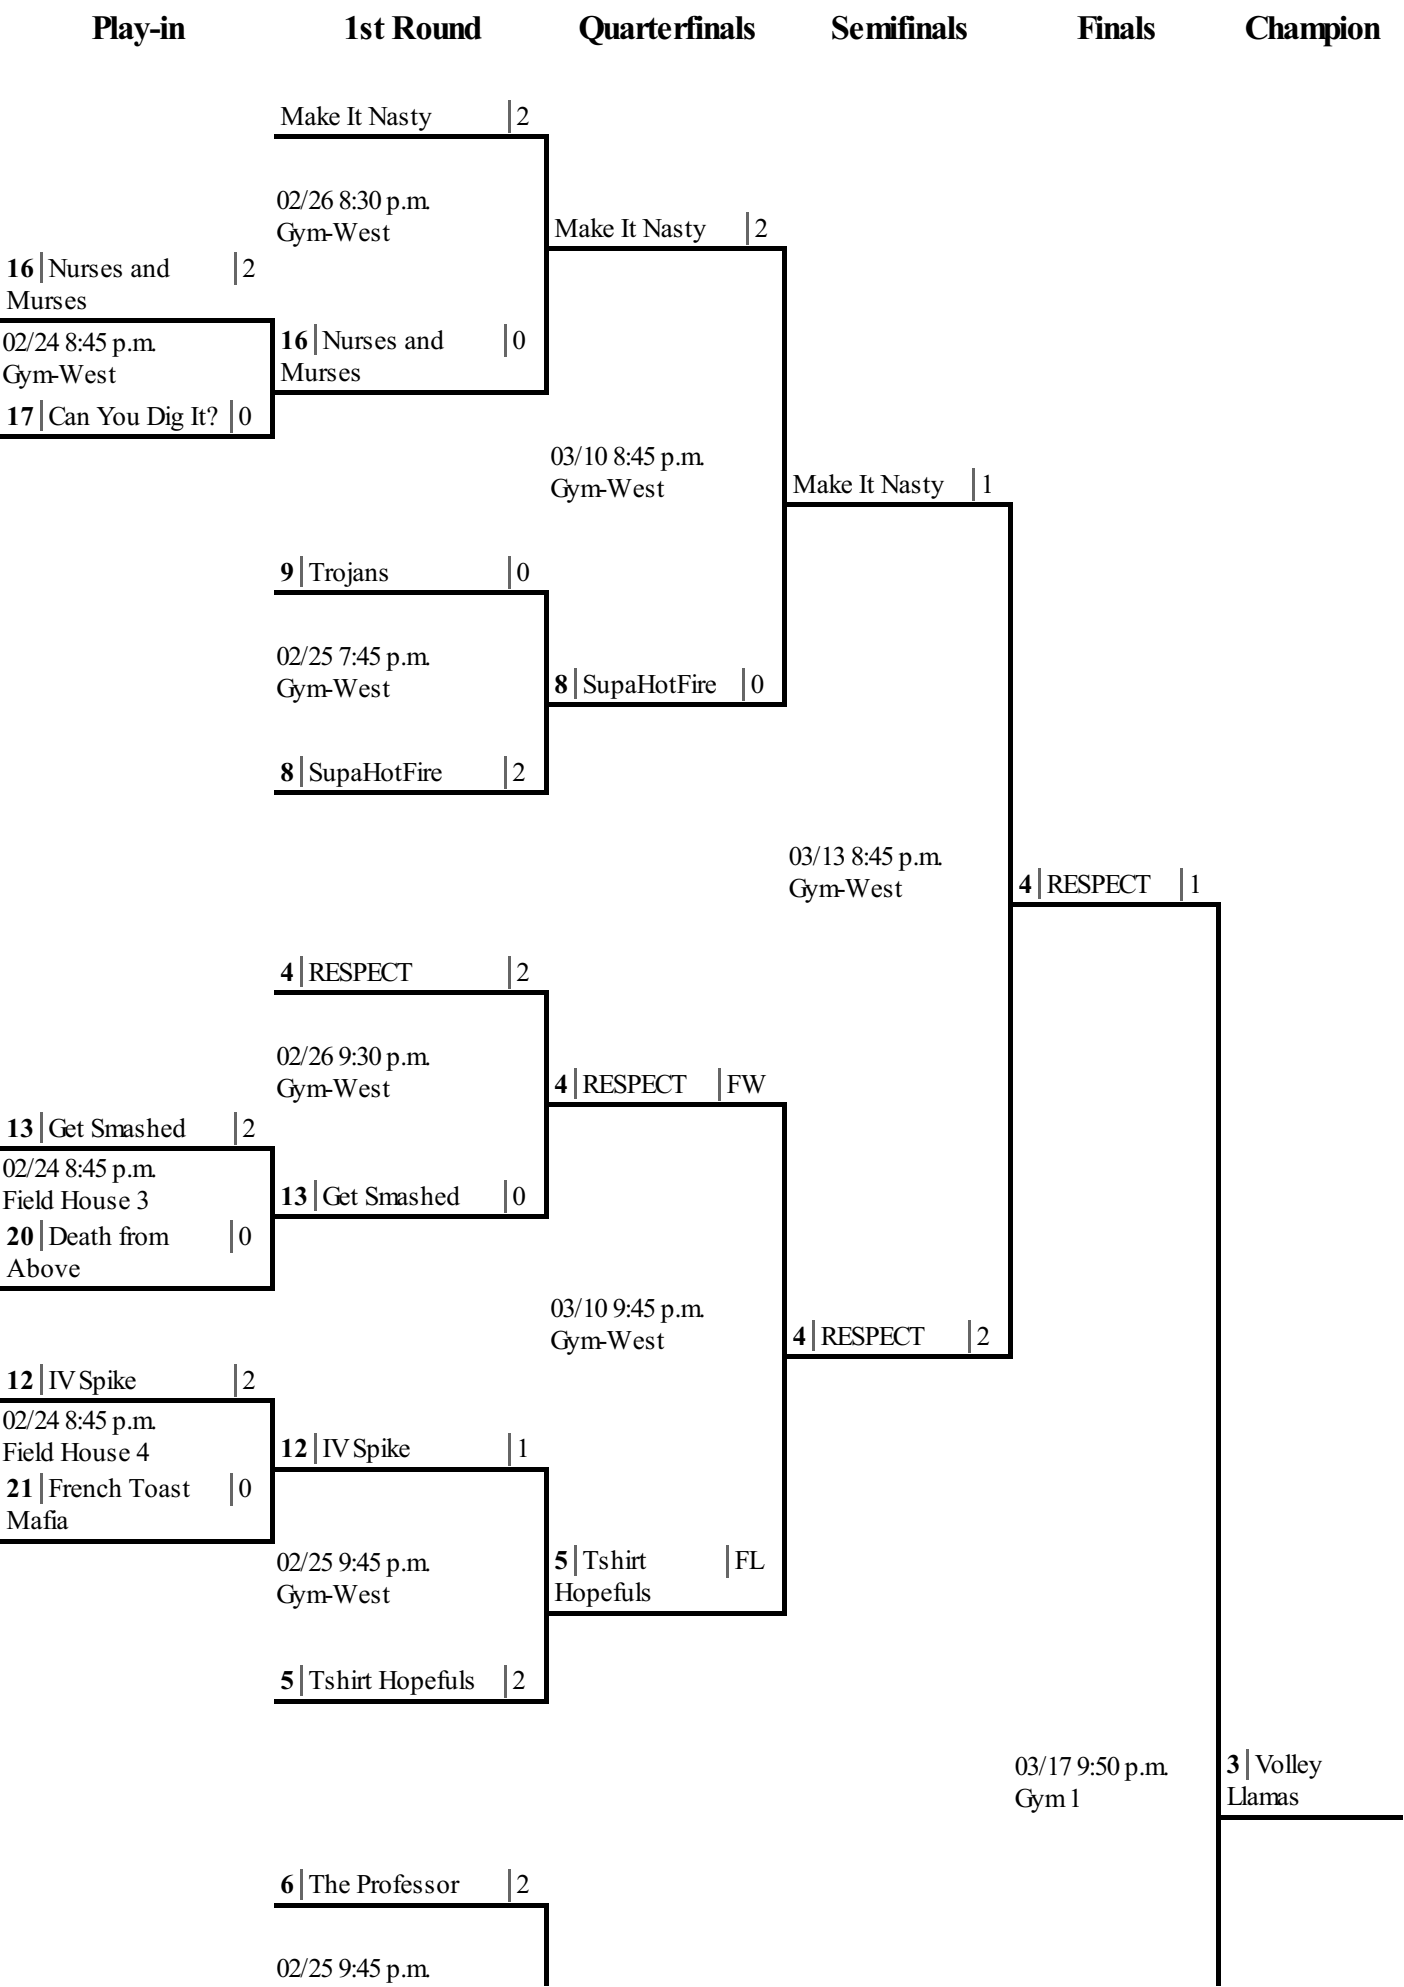 Play-in 1st Round Quarterfinals Semifinals Finals Champion
Make It Nasty 2
02/26 8:30 p.m.
Gym-West
Make It Nasty 2
16 Nurses and 2
Murses
02/24 8:45 p.m.
Gym-West
16 Nurses and 0
Murses
17 Can You Dig It? 0
03/10 8:45 p.m.
Gym-West
Make It Nasty 1
9 Trojans 0
02/25 7:45 p.m.
Gym-West
8 SupaHotFire 0
8 SupaHotFire 2
03/13 8:45 p.m.
Gym-West
4 RESPECT 1
4 RESPECT 2
02/26 9:30 p.m.
Gym-West
4 RESPECT FW
13 Get Smashed 2
02/24 8:45 p.m.
Field House 3
13 Get Smashed 0
20 Death from 0
Above
03/10 9:45 p.m.
Gym-West
4 RESPECT 2
12 IV Spike 2
02/24 8:45 p.m.
Field House 4
12 IV Spike 1
21 French Toast 0
Mafia
02/25 9:45 p.m.
Gym-West
5 Tshirt FL
Hopefuls
5 Tshirt Hopefuls 2
03/17 9:50 p.m.
Gym 1
3 Volley
Llamas
6 The Professor 2
02/25 9:45 p.m.